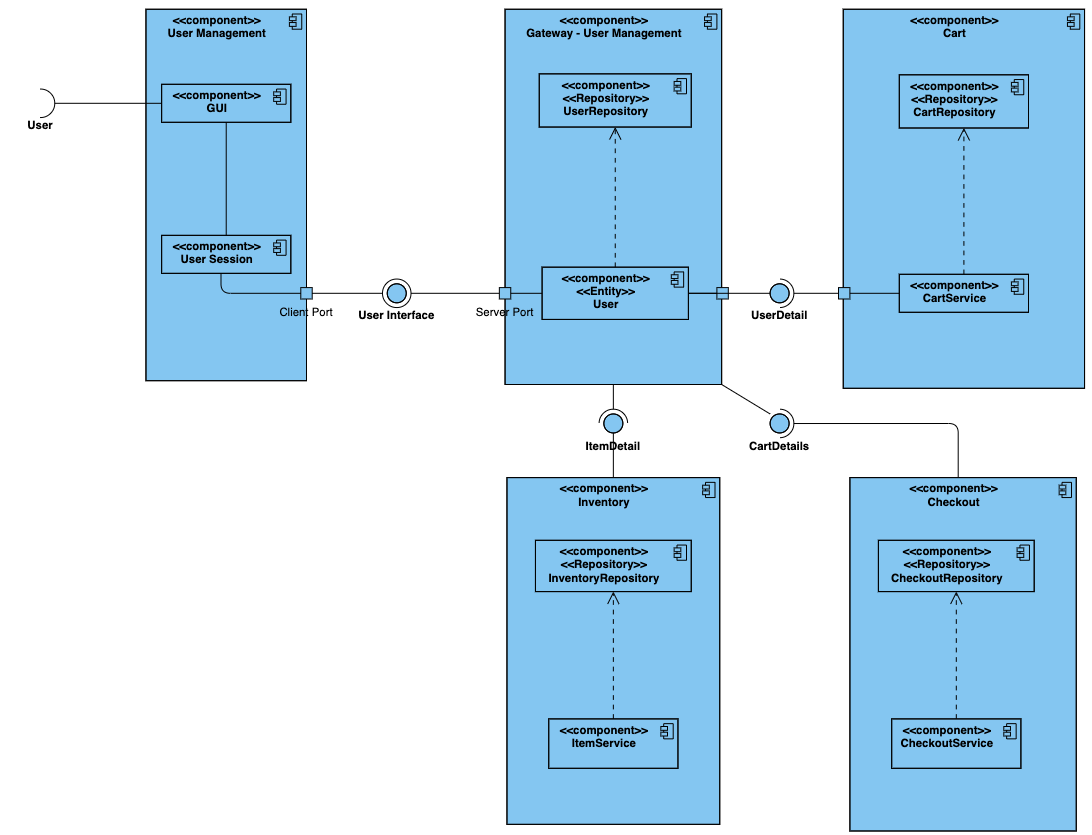 <<component>>
User Management
<<component>>
GUI
User
<<component>>
User Session
Client Port
User Interface
Server Port
<<component>>
Gateway - User Management
<<component>>
<<Repository>>
UserRepository
<<component>>
<<Entity>>
User
UserDetail
<<component>>
Cart
<<component>>
<<Repository>>
CartRepository
<<component>>
CartService
ItemDetail
CartDetails
<<component>>
Inventory
<<component>>
<<Repository>>
InventoryRepository
<<component>>
ItemService
<<component>>
Checkout
<<component>>
<<Repository>>
CheckoutRepository
<<component>>
CheckoutService